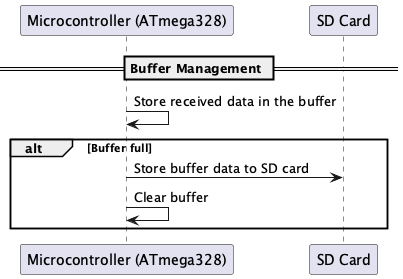 Microcontroller (ATmega328) SD Card
Buffer Management
Store received data in the buffer
alt [Buffer full]
Store buffer data to SD card
Clear buffer
Microcontroller (ATmega328) SD Card